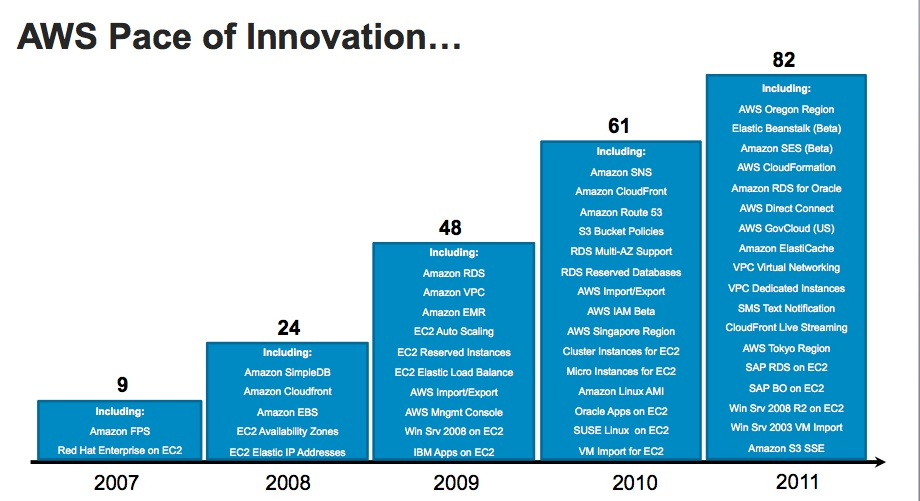 AWS Pace of Innovation...
9
Including:
Amazon FPS
Red Hat Enterprise on EC2
2007
24
Including:
Amazon SimpleDB
Amazon Cloudfront
Amazon EBS
EC2 Availability Zones
EC2 Elastic IP Addresses
2008
48
Including:
Amazon RDS
Amazon VPC
Amazon EMR
EC2 Auto Scaling
EC2 Reserved Instances
EC2 Elastic Load Balance
AWS Import/Export
AWS Mngmt Console
Win Srv 2008 on EC2
IBM Apps on EC2
2009
61
Including:
Amazon SNS
Amazon CloudFront
Amazon Route 53
S3 Bucket Policies
RDS Multi-AZ Support
RDS Reserved Databases
AWS Import/Export
AWS IAM Beta
AWS Singapore Region
Cluster Instances for EC2
Micro Instances for EC2
Amazon Linux AMI
Oracle Apps on EC2
SUSE Linux on EC2
VM Import for EC2
2010
82
Including:
AWS Oregon Region
Elastic Beanstalk (Beta)
Amazon SES (Beta)
AWS CloudFormation
Amazon RDS for Oracle
AWS Direct Connect
AWS GovCloud (US)
Amazon ElastiCache
VPC Virtual Networking
VPC Dedicated Instances
SMS Text Notification
CloudFront Live Streaming
AWS Tokyo Region
SAP RDS on EC2
SAP BO on EC2
Win Srv 2008 R2 on EC2
Win Srv 2003 VM Import
Amazon S3 SSE
2011